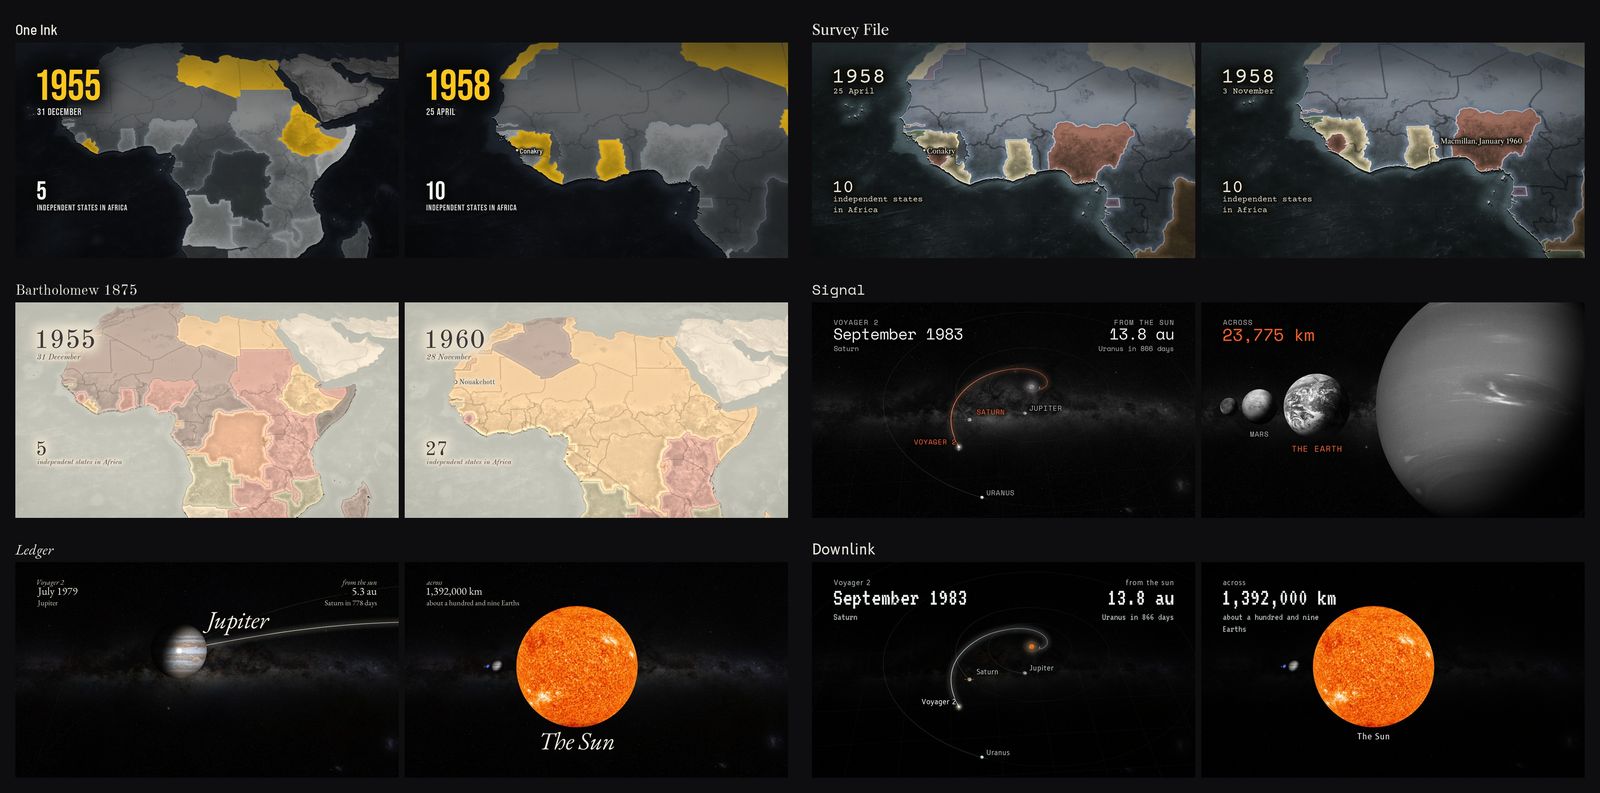 One Ink
1955
31 DECEMBER
5
INDEPENDENT STATES IN AFRICA
1958
25 APRIL
Conakry
10
INDEPENDENT STATES IN AFRICA
Survey File
1958
25 April
Conakry
10
independent states
in Africa
1958
3 November
Macmillan, January 1960
10
independent states
in Africa
Bartholomew 1875
1955
31 December
5
independent states in Africa
1960
28 November
Nouakchott
27
independent states in Africa
Signal
VOYAGER 2
September 1983
Saturn
FROM THE SUN
13.8 au
Uranus in 866 days
SATURN
JUPITER
VOYAGER 2
URANUS
ACROSS
23,775 km
MARS
THE EARTH
Ledger
Voyager 2
July 1979
Jupiter
from the sun
5.3 au
Saturn in 778 days
Jupiter
across
1,392,000 km
about a hundred and nine Earths
The Sun
Downlink
Voyager 2
September 1983
Saturn
from the sun
13.8 au
Uranus in 866 days
Saturn
Jupiter
Voyager 2
Uranus
across
1,392,000 km
about a hundred and nine
Earths
The Sun